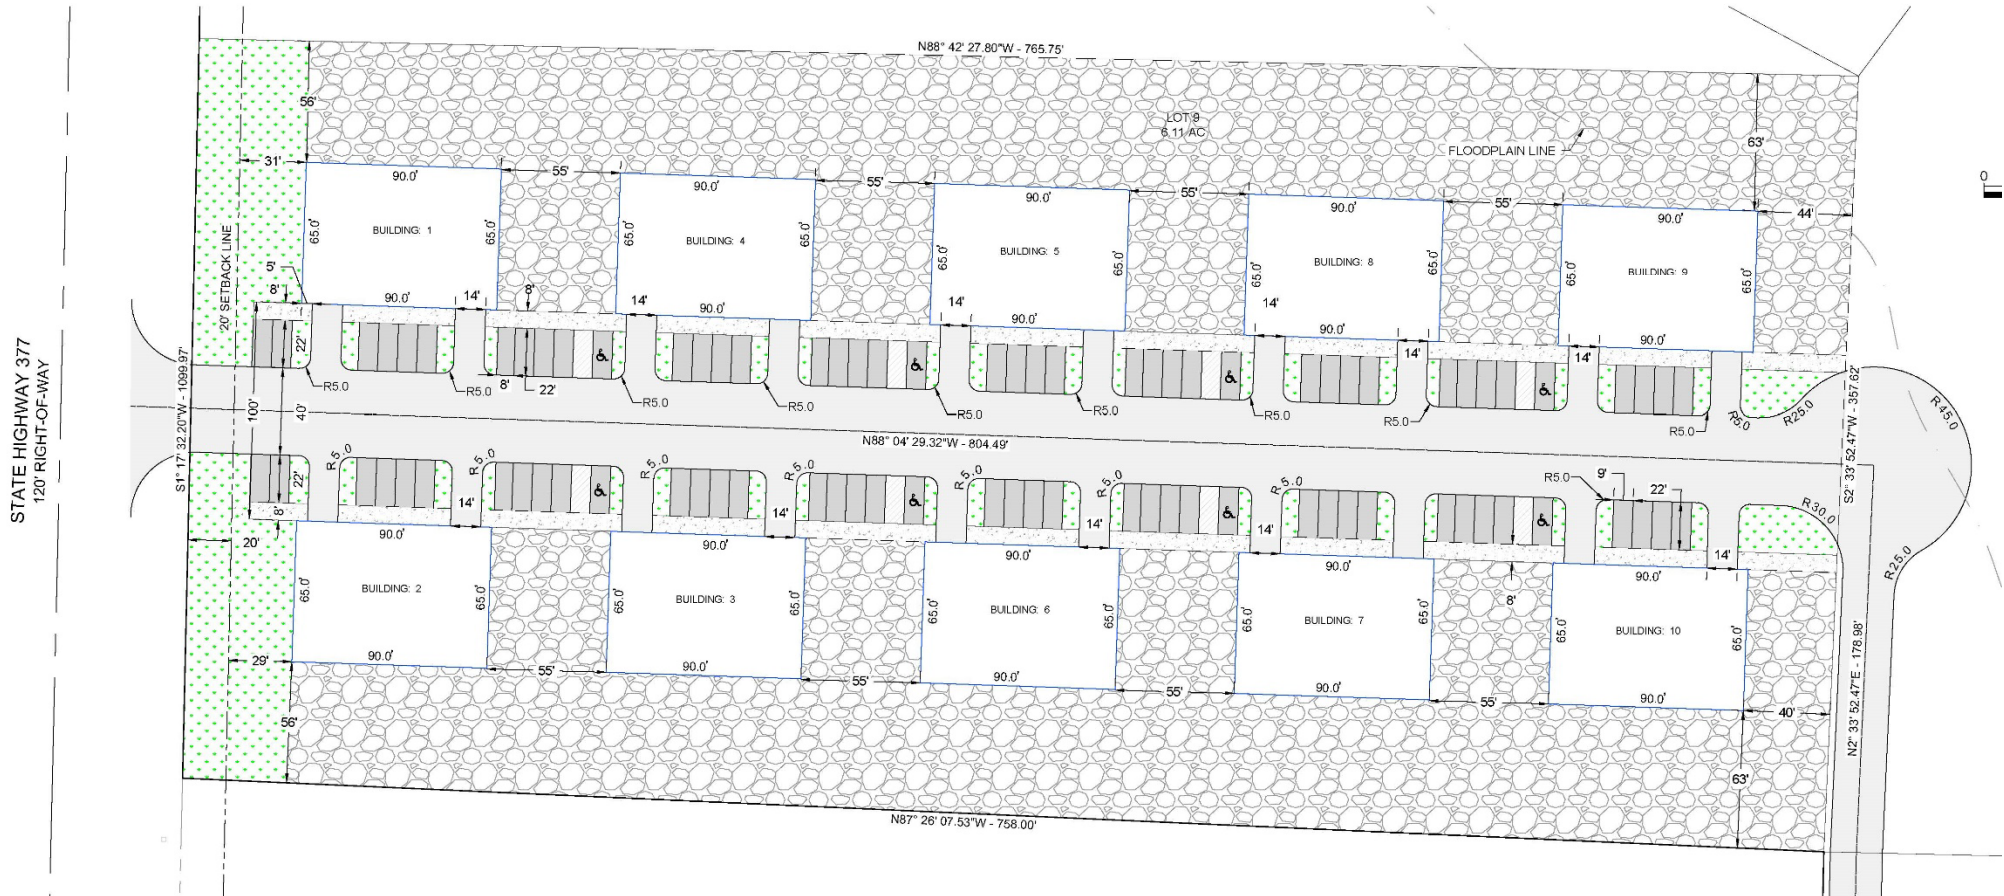 N88° 42' 27.80"W - 765.75'
56'
LOT 9
6.11 AC
FLOODPLAIN LINE
63'
0
31'
90.0'
55'
90.0'
55'
90.0'
55'
90.0'
55'
90.0'
44'
20' SETBACK LINE
65.0'
BUILDING: 1
65.0'
65.0'
BUILDING: 4
65.0'
65.0'
BUILDING: 5
65.0'
65.0'
BUILDING: 8
65.0'
65.0'
BUILDING: 9
65.0'
5'
8'
90.0'
14'
8'
14'
90.0'
14'
90.0'
14'
90.0'
14'
14'
90.0'
22'
R5.0
R5.0
8'
22'
R5.0
R5.0
R5.0
R5.0
R5.0
R5.0
R5.0
R5.0
R25.0
R45.0
STATE HIGHWAY 377
120' RIGHT-OF-WAY
S1° 17' 32.20"W - 1099.97'
100'
40'
N88° 04' 29.32"W - 804.49'
S2° 33' 52.47"W - 357.62'
22'
8'
R5.0
R5.0
R5.0
R5.0
R5.0
R5.0
R5.0
R5.0
9'
22'
R30.0
R25.0
20'
90.0'
14'
90.0'
14'
90.0'
14'
90.0'
14'
8'
90.0'
14'
65.0'
BUILDING: 2
65.0'
65.0'
BUILDING: 3
65.0'
65.0'
BUILDING: 6
65.0'
65.0'
BUILDING: 7
65.0'
65.0'
BUILDING: 10
65.0'
N2° 33' 52.47"E - 178.98'
29'
90.0'
55'
90.0'
55'
90.0'
55'
90.0'
55'
90.0'
40'
56'
63'
N87° 26' 07.53"W - 758.00'